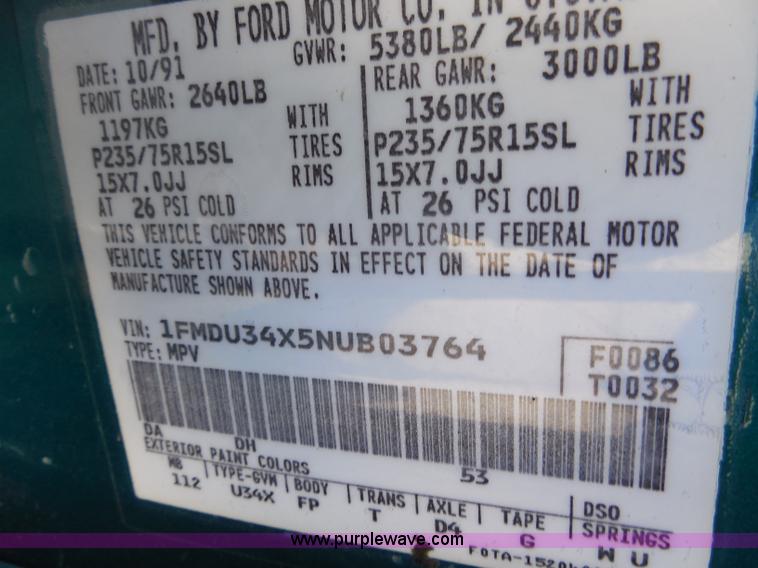 MFD. BY FORD MOTOR CO. IN
DATE: 10/91 GVWR: 5380LB/ 2440KG
FRONT GAWR: 2640LB REAR GAWR: 3000LB
1197KG WITH 1360KG WITH
P235/75R15SL TIRES P235/75R15SL TIRES
15X7.0JJ RIMS 15X7.0JJ RIMS
AT 26 PSI COLD AT 26 PSI COLD
THIS VEHICLE CONFORMS TO ALL APPLICABLE FEDERAL MOTOR
VEHICLE SAFETY STANDARDS IN EFFECT ON THE DATE OF
MANUFACTURE SHOWN ABOVE.
VIN: 1FMDU34X5NUB03764 F0086
TYPE: MPV T0032
DA DH 53
EXTERIOR PAINT COLORS DSO
WB TYPE-GVW BODY TRANS AXLE TAPE SPRINGS
112 U34X FP T D4 G W U
www.purplewave.com